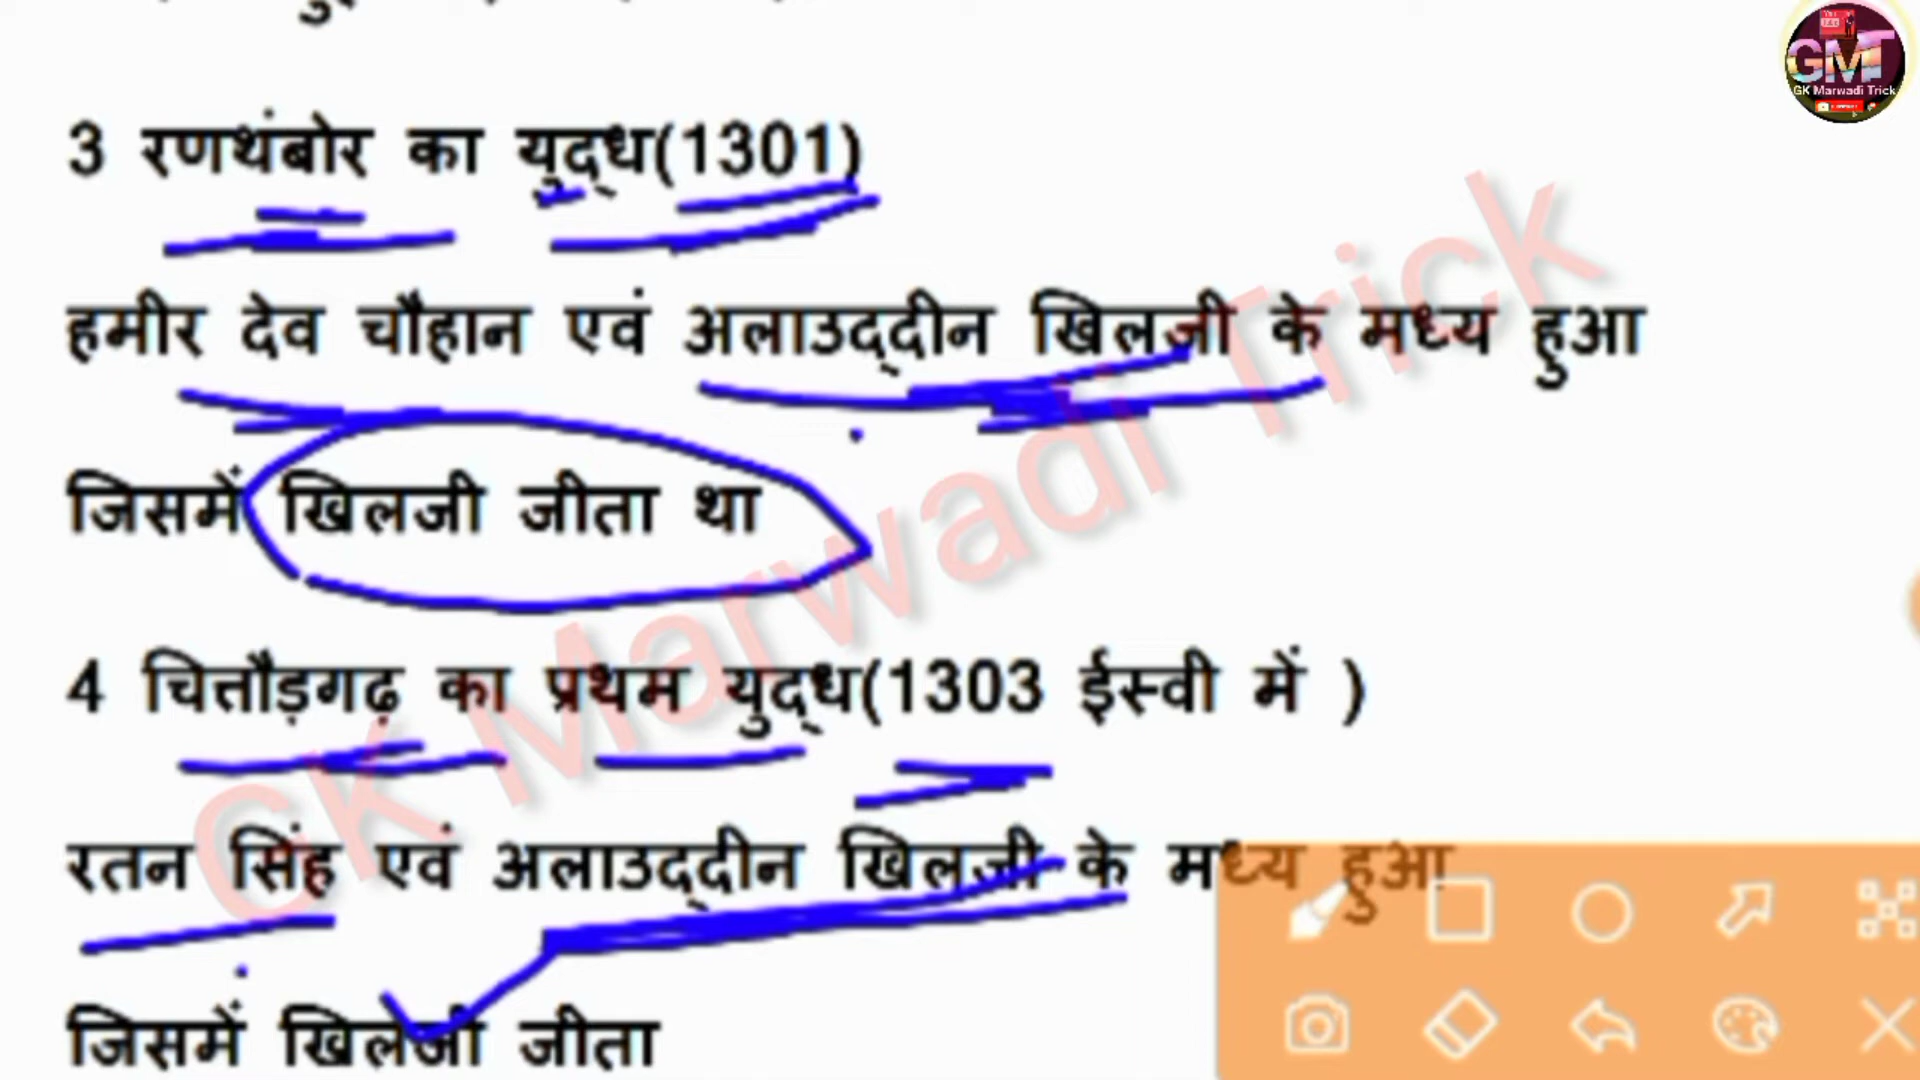 GMT
GK Marwadi Trick
3 रणथंबोर का युद्ध(1301)
हमीर देव चौहान एवं अलाउद्दीन खिलजी के मध्य हुआ
जिसमें खिलजी जीता था
4 चित्तौड़गढ़ का प्रथम युद्ध(1303 ईस्वी में )
रतन सिंह एवं अलाउद्दीन खिलजी के मध्य हुआ
जिसमें खिलजी जीता
GK Marwadi Trick